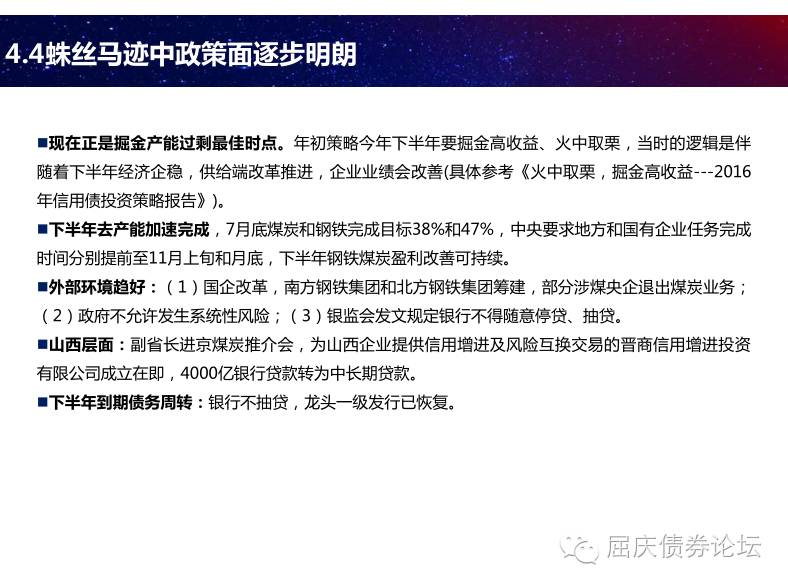 4.4蛛丝马迹中政策面逐步明朗
■现在正是掘金产能过剩最佳时点。年初策略今年下半年要掘金高收益、火中取栗，当时的逻辑是伴
随着下半年经济企稳，供给端改革推进，企业业绩会改善(具体参考《火中取栗，掘金高收益---2016
年信用债投资策略报告》)。
■下半年去产能加速完成，7月底煤炭和钢铁完成目标38%和47%，中央要求地方和国有企业任务完成
时间分别提前至11月上旬和月底，下半年钢铁煤炭盈利改善可持续。
■外部环境趋好：（1）国企改革，南方钢铁集团和北方钢铁集团筹建，部分涉煤央企退出煤炭业务；
（2）政府不允许发生系统性风险；（3）银监会发文规定银行不得随意停贷、抽贷。
■山西层面：副省长进京煤炭推介会，为山西企业提供信用增进及风险互换交易的晋商信用增进投资
有限公司成立在即，4000亿银行贷款转为中长期贷款。
■下半年到期债务周转：银行不抽贷，龙头一级发行已恢复。
屈庆债券论坛